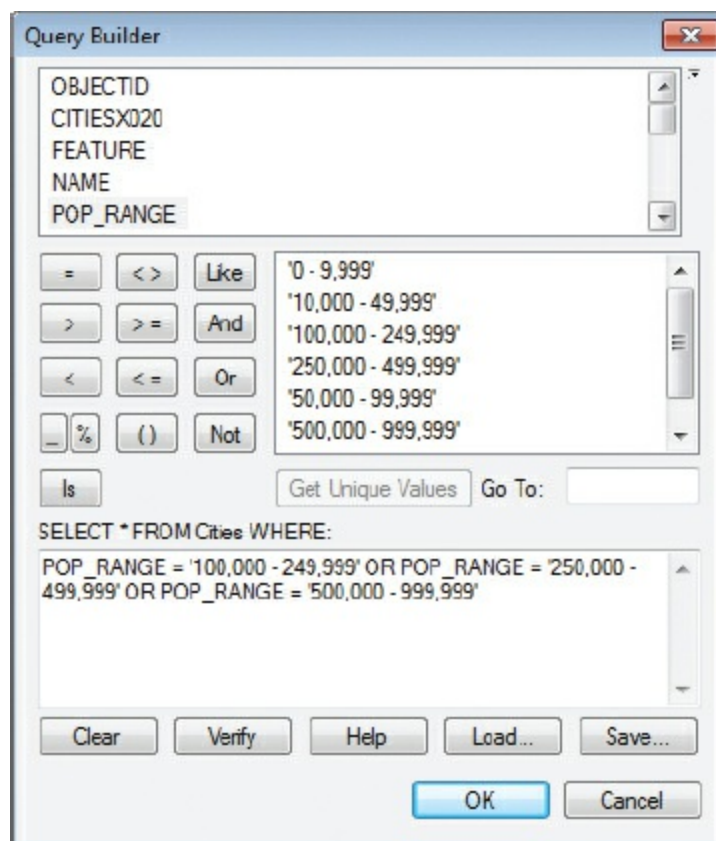 Query Builder
OBJECTID
CITIESX020
FEATURE
NAME
POP_RANGE
= < > Like
> > = And
< < = Or
_ % ( ) Not
Is
'0 - 9,999'
'10,000 - 49,999'
'100,000 - 249,999'
'250,000 - 499,999'
'50,000 - 99,999'
'500,000 - 999,999'
Get Unique Values Go To:
SELECT * FROM Cities WHERE:
POP_RANGE = '100,000 - 249,999' OR POP_RANGE = '250,000 -
499,999' OR POP_RANGE = '500,000 - 999,999'
Clear Verify Help Load... Save...
OK Cancel